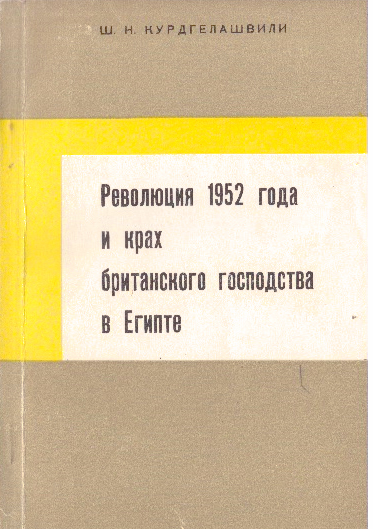 Ш. Н. КУРДГЕЛАШВИЛИ
Революция 1952 года
и крах
британского господства
в Египте